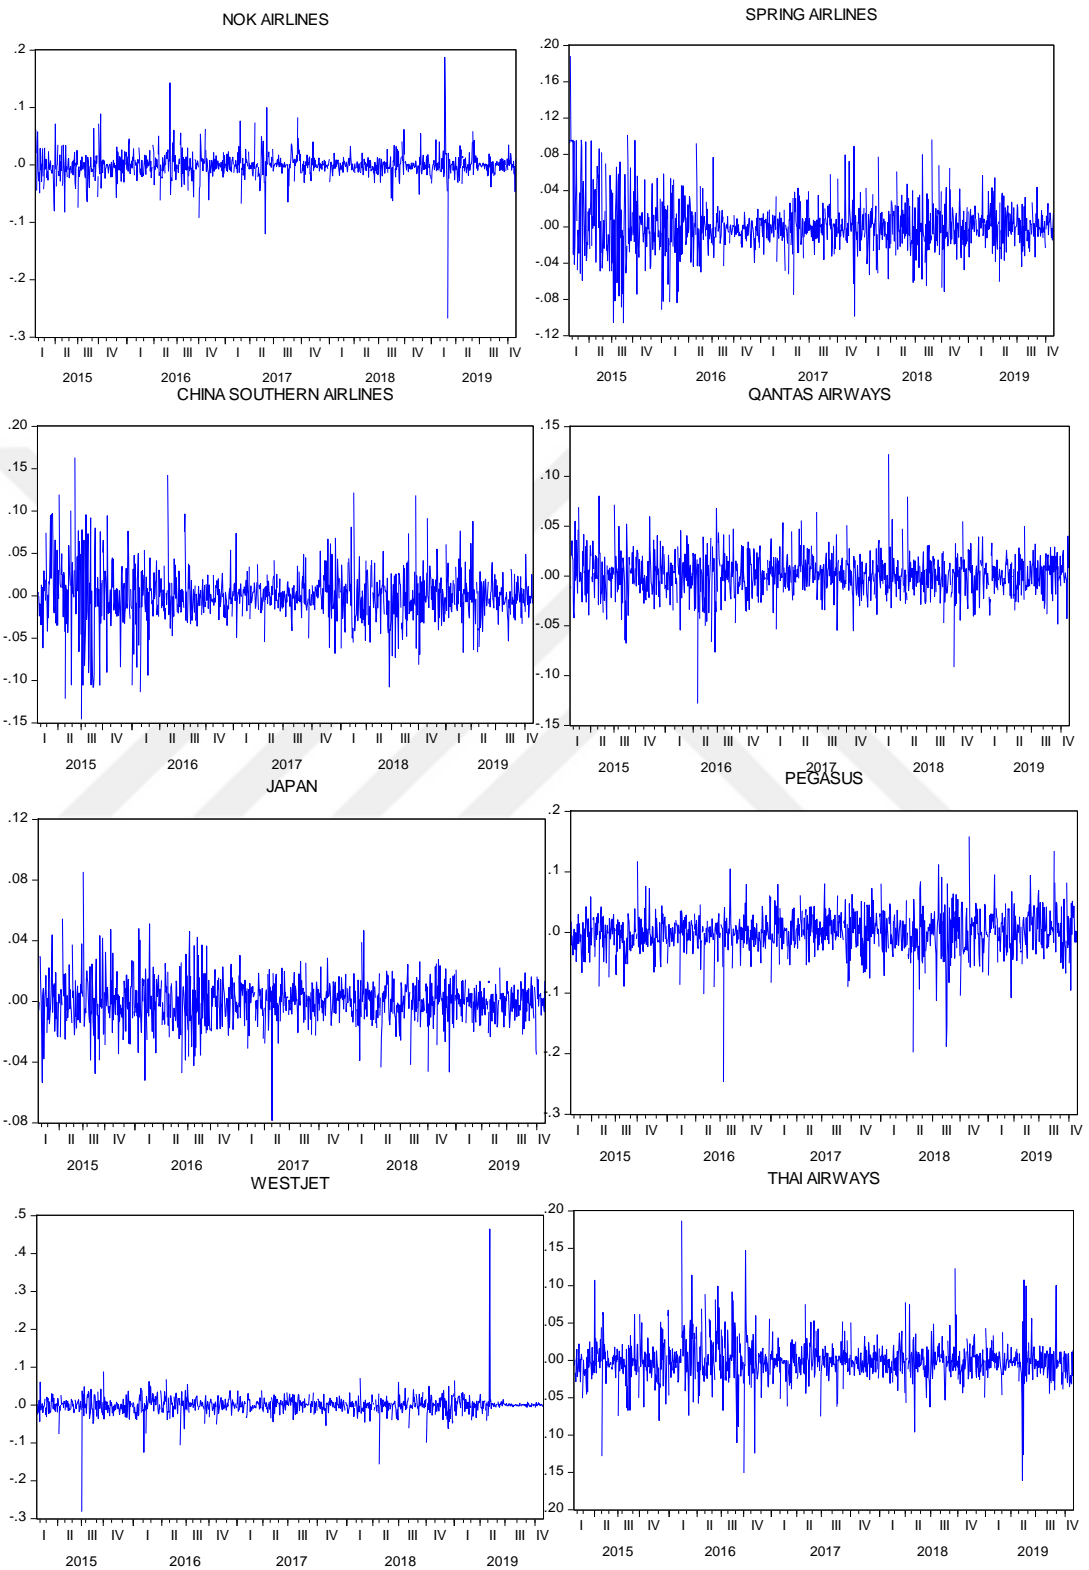 NOK AIRLINES
.2
.1
.0
-.1
-.2
-.3
I II III IV I II III IV I II III IV I II III IV I II III IV
2015 2016 2017 2018 2019
SPRING AIRLINES
.20
.16
.12
.08
.04
.00
-.04
-.08
-.12
I II III IV I II III IV I II III IV I II III IV I II III IV
2015 2016 2017 2018 2019
CHINA SOUTHERN AIRLINES
.20
.15
.10
.05
.00
-.05
-.10
-.15
I II III IV I II III IV I II III IV I II III IV I II III IV
2015 2016 2017 2018 2019
QANTAS AIRWAYS
.15
.10
.05
.00
-.05
-.10
-.15
I II III IV I II III IV I II III IV I II III IV I II III IV
2015 2016 2017 2018 2019
JAPAN
.12
.08
.04
.00
-.04
-.08
I II III IV I II III IV I II III IV I II III IV I II III IV
2015 2016 2017 2018 2019
PEGASUS
.2
.1
.0
-.1
-.2
-.3
I II III IV I II III IV I II III IV I II III IV I II III IV
2015 2016 2017 2018 2019
WESTJET
.5
.4
.3
.2
.1
.0
-.1
-.2
-.3
I II III IV I II III IV I II III IV I II III IV I II III IV
2015 2016 2017 2018 2019
THAI AIRWAYS
.20
.15
.10
.05
.00
.05
.10
.15
.20
I II III IV I II III IV I II III IV I II III IV I II III IV
2015 2016 2017 2018 2019